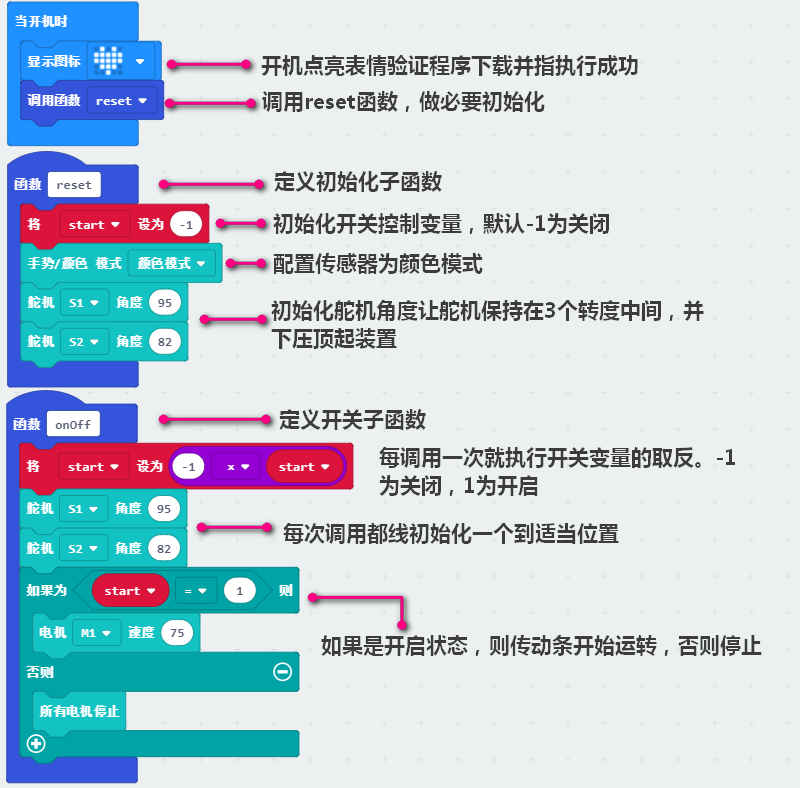 当开机时
显示图标
开机点亮表情验证程序下载并指执行成功
调用函数 reset
调用reset函数，做必要初始化
函数 reset
定义初始化子函数
将 start 设为 -1
初始化开关控制变量，默认-1为关闭
手势/颜色 模式 颜色模式
配置传感器为颜色模式
舵机 S1 角度 95
舵机 S2 角度 82
初始化舵机角度让舵机保持在3个转度中间，并
下压顶起装置
函数 onOff
定义开关子函数
将 start 设为 -1 x start
每调用一次就执行开关变量的取反。-1
为关闭，1为开启
舵机 S1 角度 95
舵机 S2 角度 82
每次调用都线初始化一个到适当位置
如果为 start = 1 则
电机 M1 速度 75
如果是开启状态，则传动条开始运转，否则停止
否则
所有电机停止